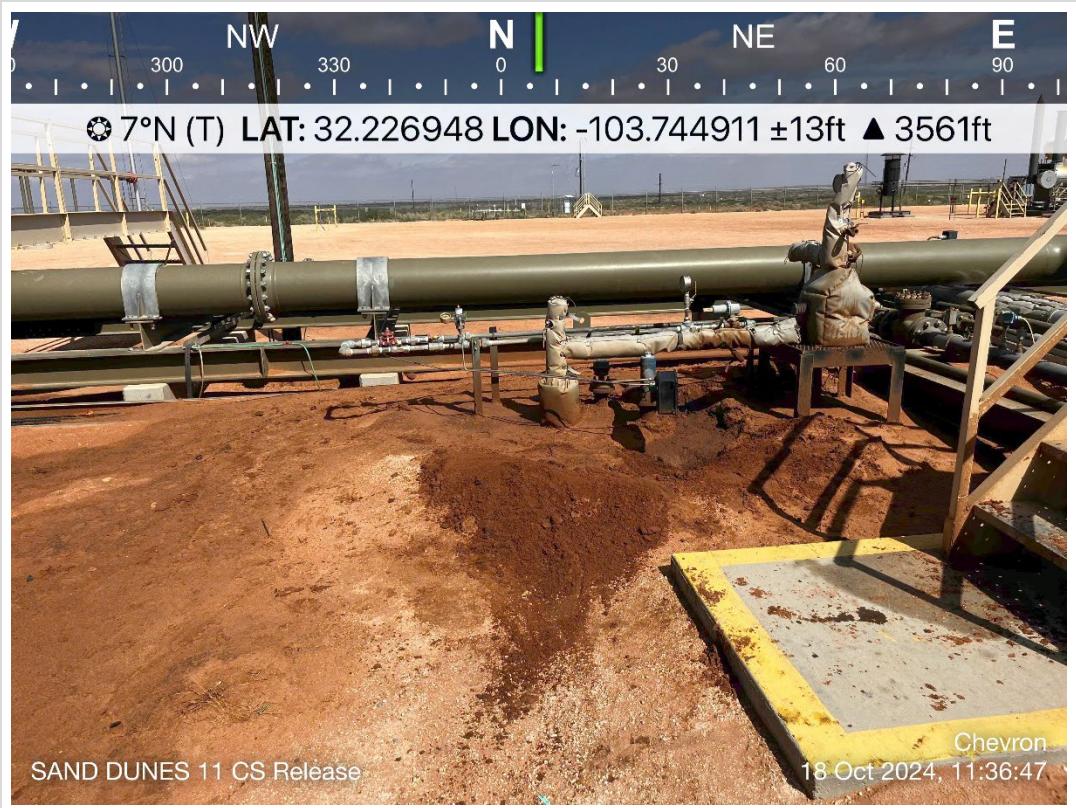 NW N NE E
300 330 0 30 60 90
7°N (T) LAT: 32.226948 LON: -103.744911 ±13ft ▲ 3561ft
Chevron
SAND DUNES 11 CS Release 18 Oct 2024, 11:36:47